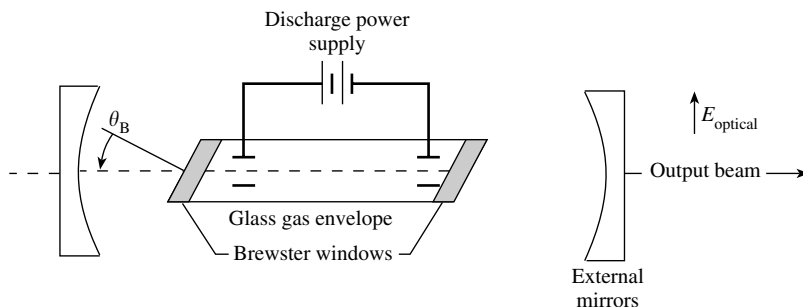 Discharge power
supply
θB
Eoptical
Output beam
Glass gas envelope
Brewster windows
External
mirrors